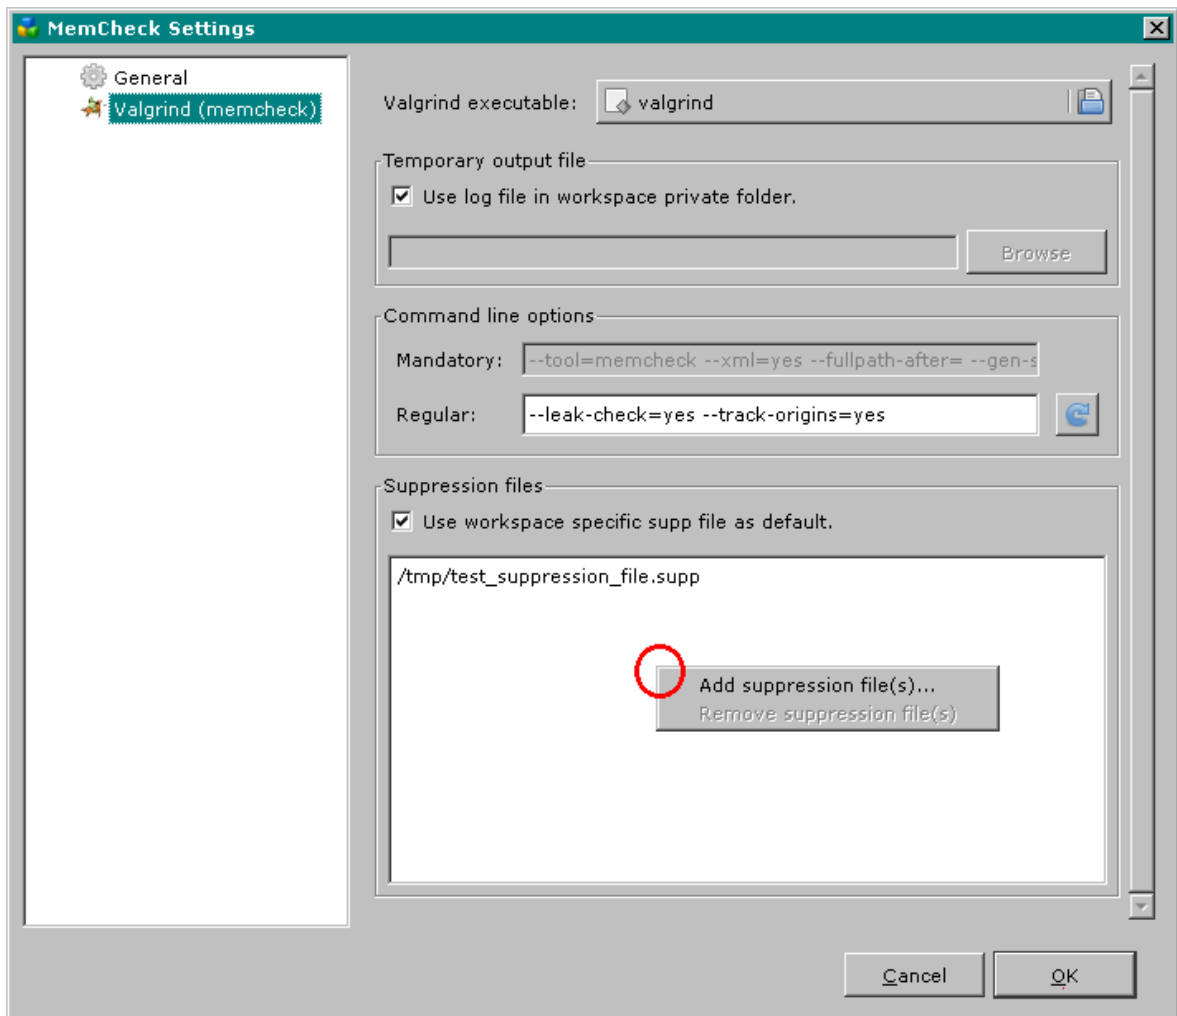 MemCheck Settings
General
Valgrind (memcheck)
Valgrind executable: valgrind
Temporary output file
Use log file in workspace private folder.
Browse
Command line options
Mandatory: --tool=memcheck --xml=yes --fullpath-after= --gen-s
Regular: --leak-check=yes --track-origins=yes
Suppression files
Use workspace specific supp file as default.
/tmp/test_suppression_file.supp
Add suppression file(s)...
Remove suppression file(s)
Cancel OK